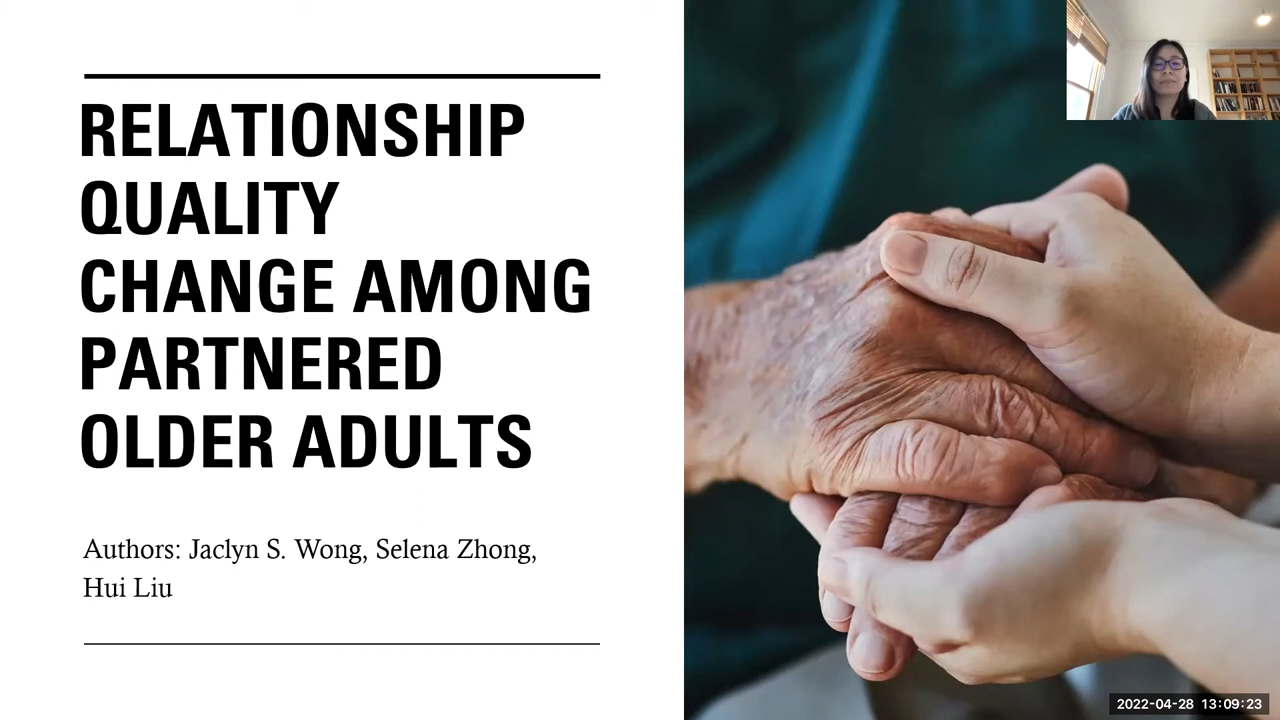 RELATIONSHIP
QUALITY
CHANGE AMONG
PARTNERED
OLDER ADULTS
Authors: Jaclyn S. Wong, Selena Zhong,
Hui Liu
2022-04-28 13:09:23